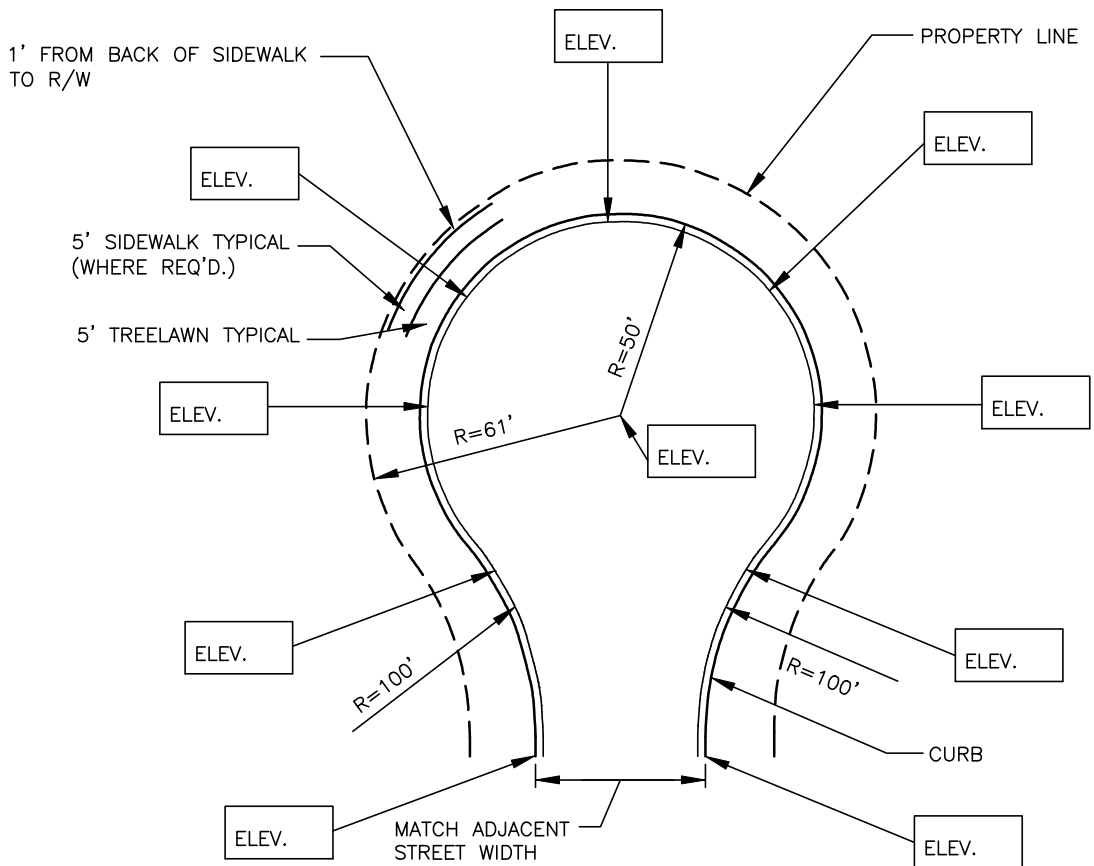 ELEV.
PROPERTY LINE
1' FROM BACK OF SIDEWALK
TO R/W
ELEV.
ELEV.
5' SIDEWALK TYPICAL
(WHERE REQ'D.)
5' TREELAWN TYPICAL
R=50'
ELEV.
ELEV.
R=61'
ELEV.
ELEV.
ELEV.
R=100'
R=100'
CURB
ELEV.
MATCH ADJACENT
STREET WIDTH
ELEV.